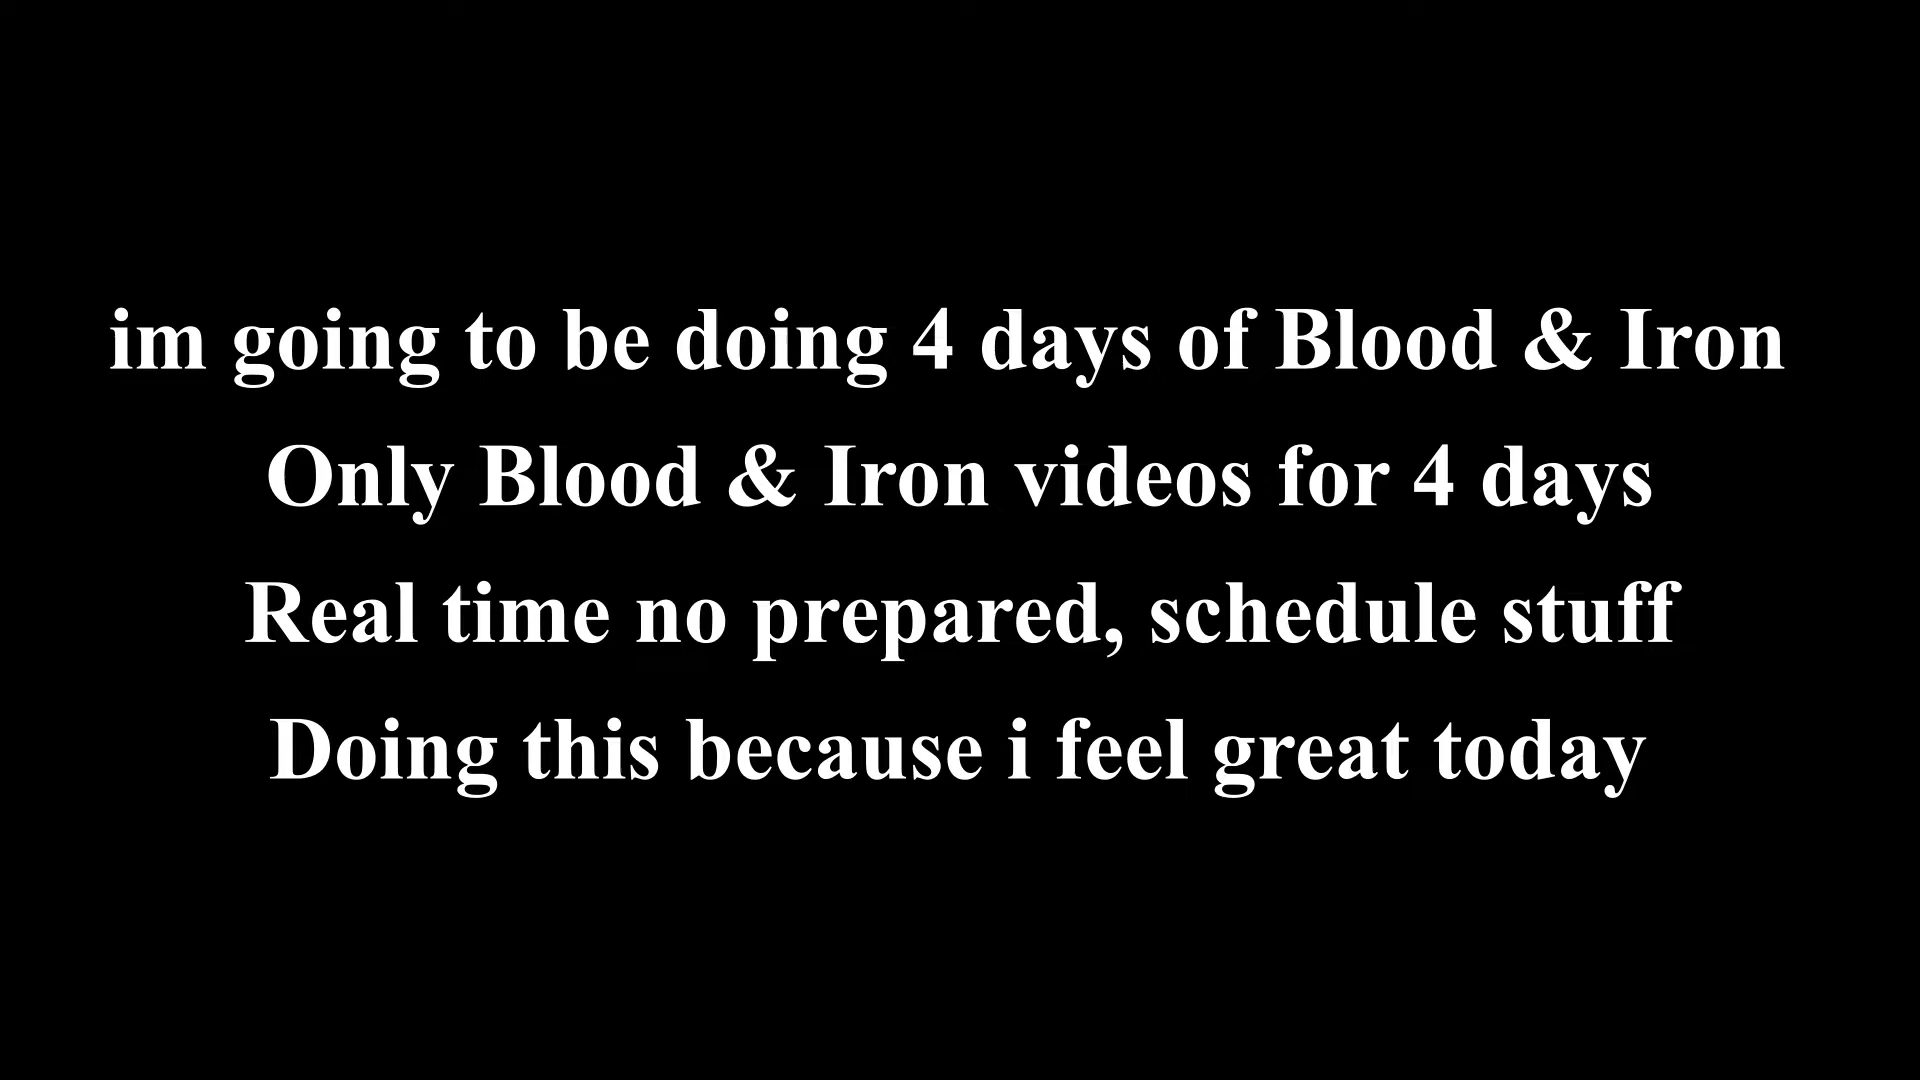 im going to be doing 4 days of Blood & Iron
Only Blood & Iron videos for 4 days
Real time no prepared, schedule stuff
Doing this because i feel great today